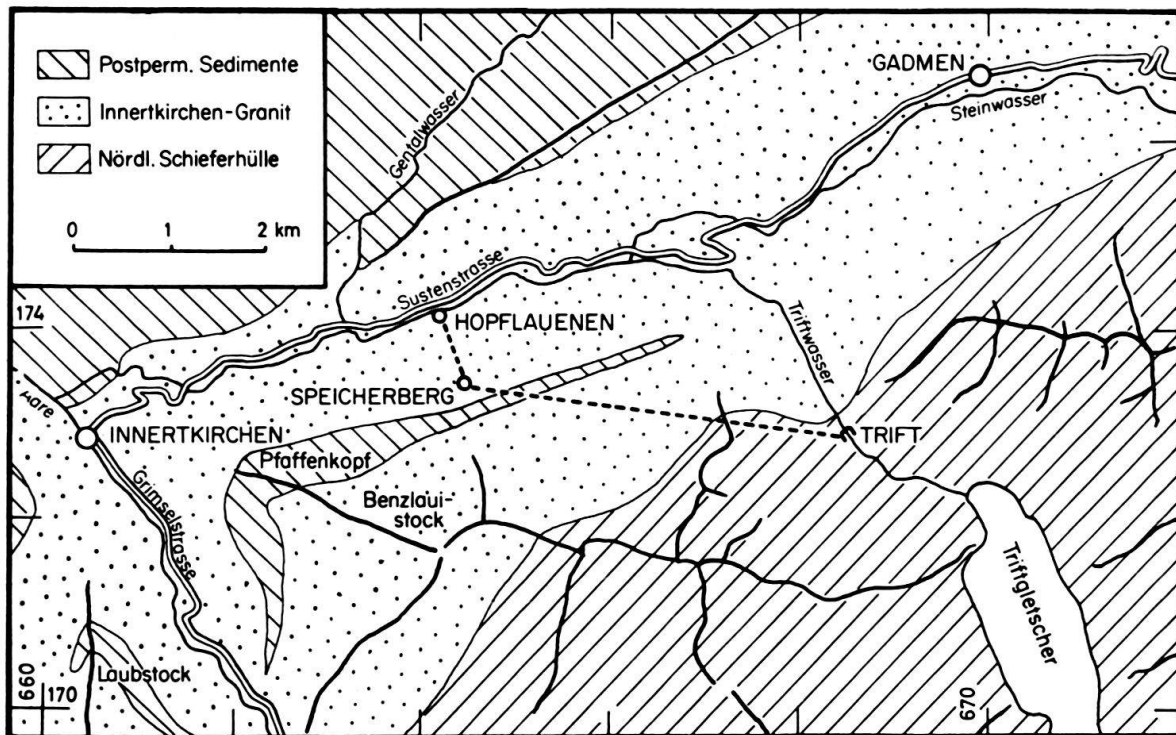 Postperm. Sedimente
Innertkirchen-Granit
Nördl. Schieferhülle
0 1 2 km
Gentalwasser
GADMEN
Steinwasser
Sustenstrasse
174
HOPFLAUENEN
Triftwasser
SPEICHERBERG
Aare
INNERTKIRCHEN
TRIFT
Pfaffenkopf
Benzlaui-
stock
Grimselstrasse
Triftgletscher
Laubstock
660
170
670